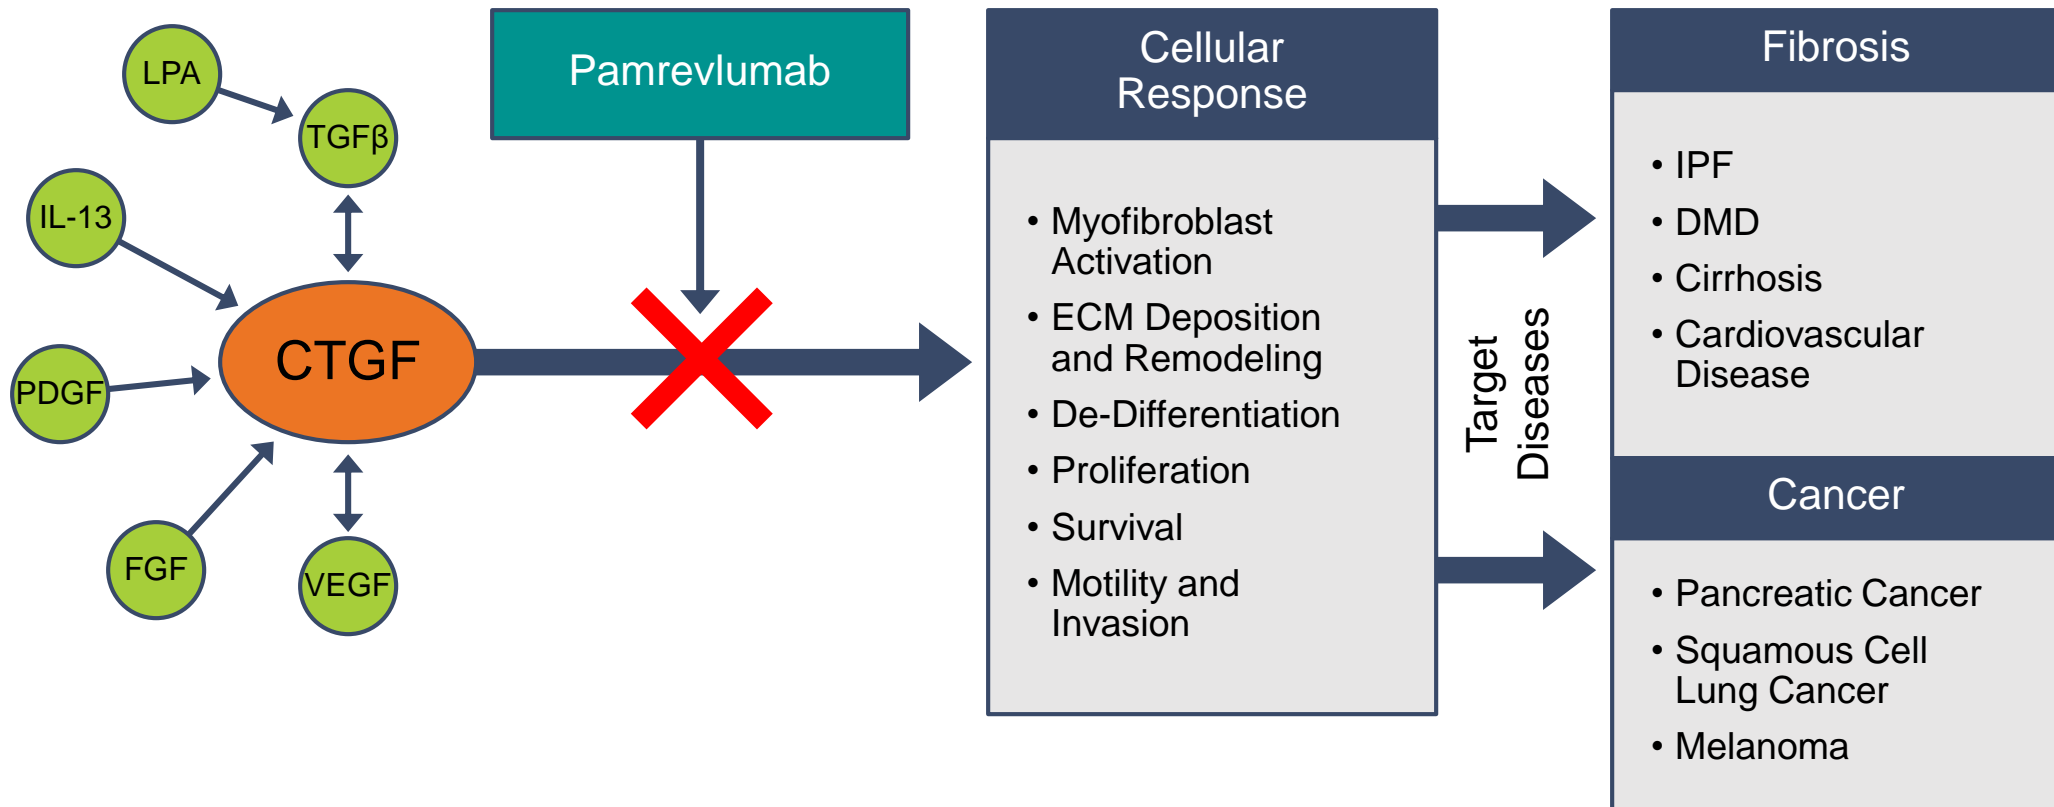 LPA
TGFβ
IL-13
CTGF
PDGF
FGF
VEGF
Pamrevlumab
Cellular
Response
• Myofibroblast
Activation
• ECM Deposition
and Remodeling
• De-Differentiation
• Proliferation
• Survival
• Motility and
Invasion
Target
Diseases
Fibrosis
• IPF
• DMD
• Cirrhosis
• Cardiovascular
Disease
Cancer
• Pancreatic Cancer
• Squamous Cell
Lung Cancer
• Melanoma